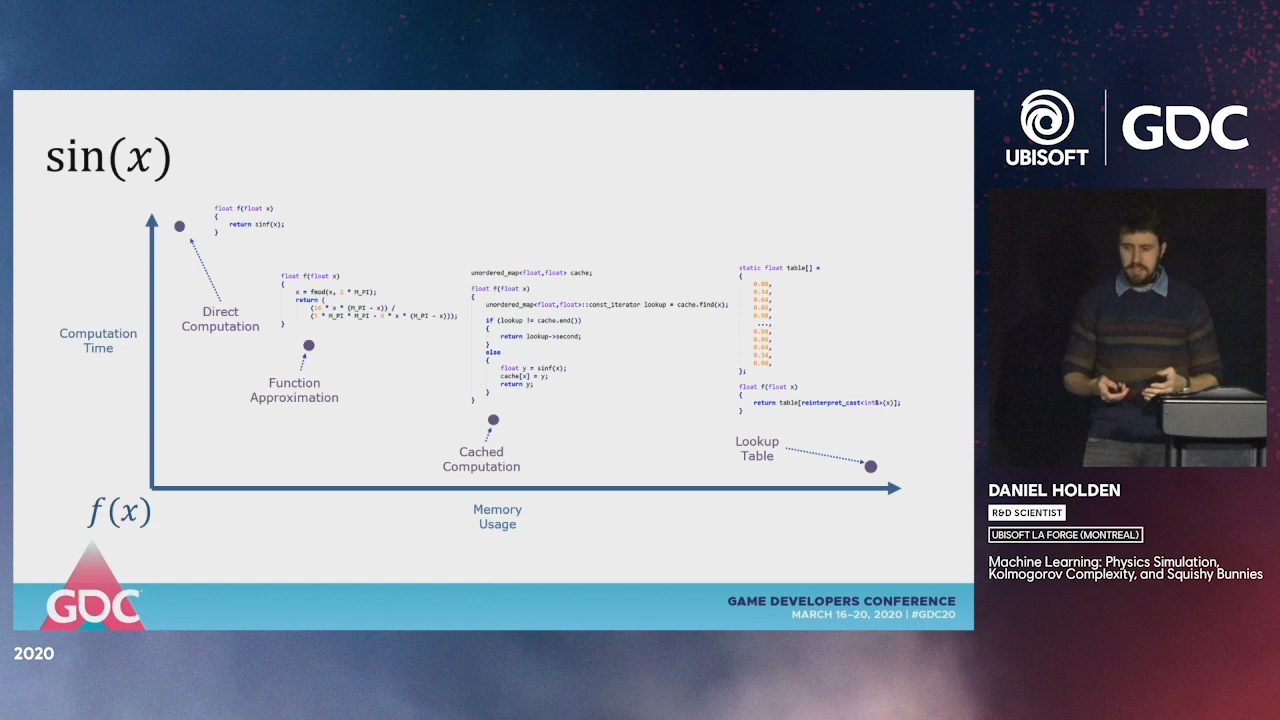 sin(x)
float f(float x)
{
return sinf(x);
}
Direct
Computation
Computation
Time
float f(float x)
{
x = fmod(x, 2 * M_PI);
return (
(16 * x * (M_PI - x)) /
(5 * M_PI * M_PI - 4 * x * (M_PI - x)));
}
Function
Approximation
unordered_map<float,float> cache;
float f(float x)
{
unordered_map<float,float>::const_iterator lookup = cache.find(x);
if (lookup != cache.end())
{
return lookup->second;
}
else
{
float y = sinf(x);
cache[x] = y;
return y;
}
}
Cached
Computation
static float table[] =
{
0.00,
0.34,
0.64,
0.86,
0.98,
...,
0.98,
0.86,
0.64,
0.34,
0.00,
};
float f(float x)
{
return table[reinterpret_cast<int&>(x)];
}
Lookup
Table
f(x)
Memory
Usage
GDC
GAME DEVELOPERS CONFERENCE
MARCH 16–20, 2020 | #GDC20
2020
UBISOFT
GDC
DANIEL HOLDEN
R&D SCIENTIST
UBISOFT LA FORGE (MONTREAL)
Machine Learning: Physics Simulation,
Kolmogorov Complexity, and Squishy Bunnies